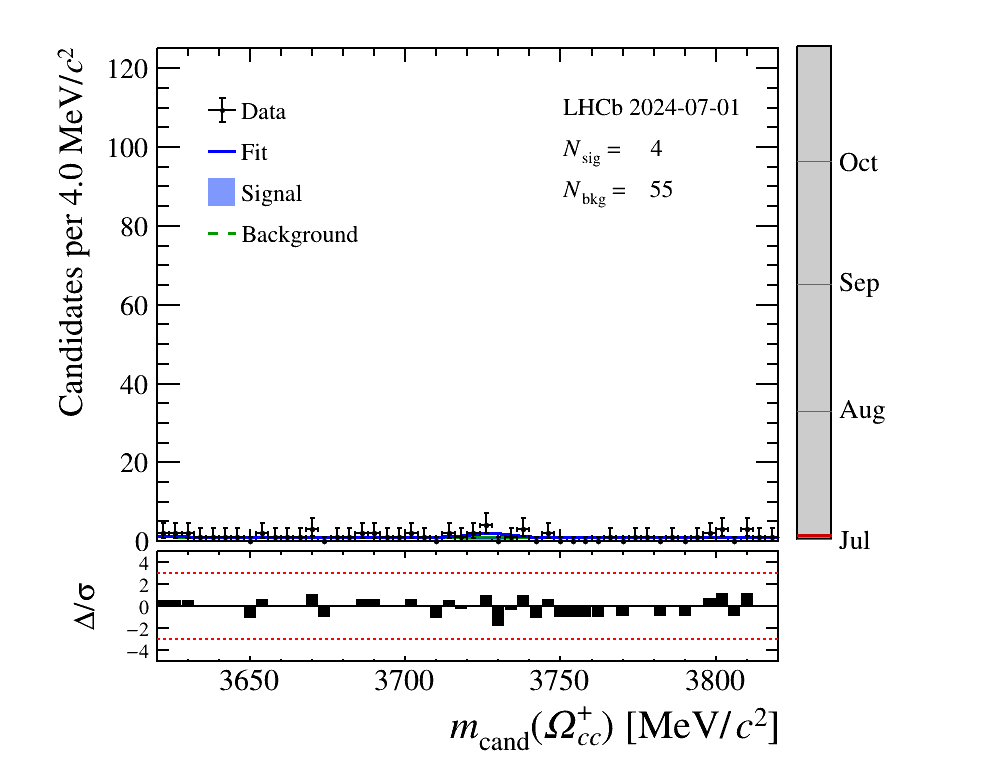 Candidates per 4.0 MeV/c²
120
100
80
60
40
20
0
Data
Fit
Signal
Background
LHCb 2024-07-01
N_sig = 4
N_bkg = 55
Oct
Sep
Aug
Jul
Δ/σ
4
2
0
−2
−4
3650 3700 3750 3800
m_cand(Ω_cc^+) [MeV/c²]